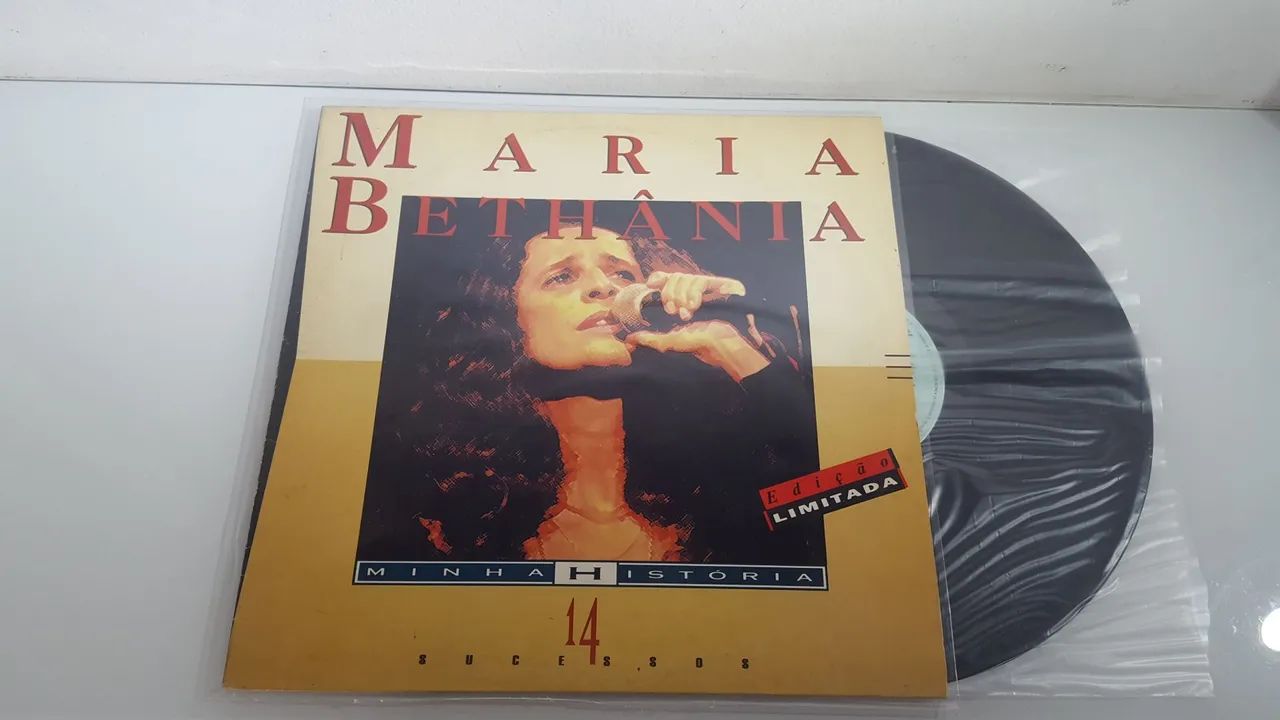 MARIA
BETHÂNIA
Edição
LIMITADA
MINHA HISTÓRIA
14
SUCESSOS